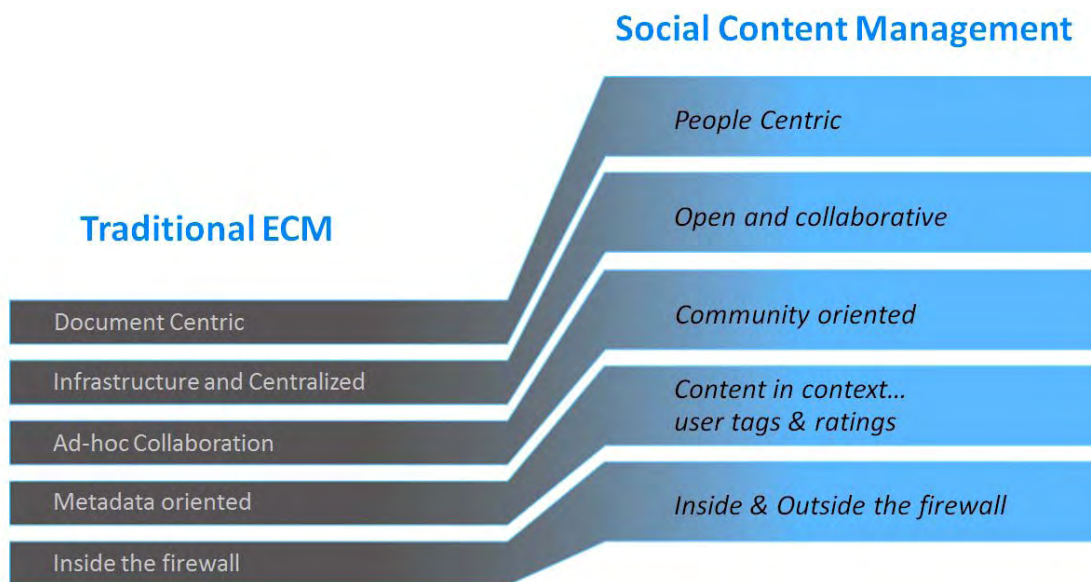 Social Content Management
People Centric
Traditional ECM
Open and collaborative
Document Centric
Community oriented
Infrastructure and Centralized
Content in context...
user tags & ratings
Ad-hoc Collaboration
Metadata oriented
Inside & Outside the firewall
Inside the firewall